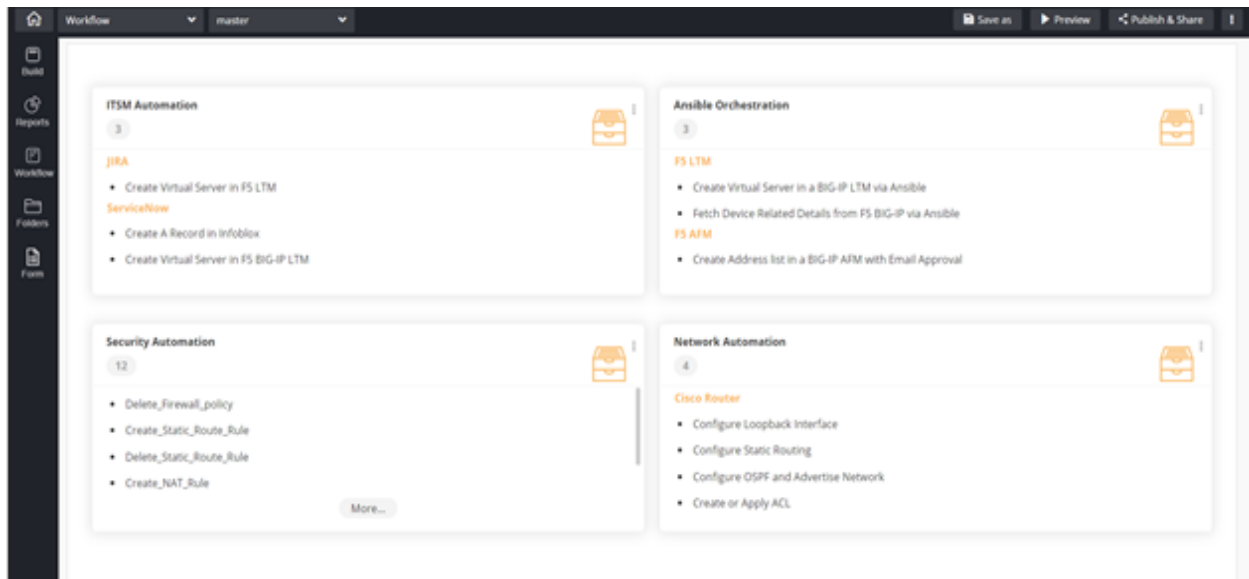 Workflow
master
Save as
Preview
Publish & Share
Build
Reports
Workflow
Folders
Form
ITSM Automation
3
JIRA
Create Virtual Server in F5 LTM
ServiceNow
Create A Record in Infoblox
Create Virtual Server in F5 BIG-IP LTM
Ansible Orchestration
3
F5 LTM
Create Virtual Server in a BIG-IP LTM via Ansible
Fetch Device Related Details from F5 BIG-IP via Ansible
F5 AFM
Create Address list in a BIG-IP AFM with Email Approval
Security Automation
12
Delete_Firewall_policy
Create_Static_Route_Rule
Delete_Static_Route_Rule
Create_NAT_Rule
More...
Network Automation
4
Cisco Router
Configure Loopback Interface
Configure Static Routing
Configure OSPF and Advertise Network
Create or Apply ACL